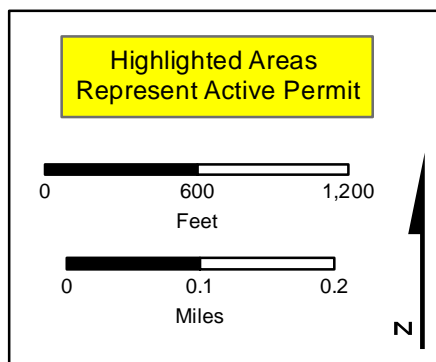 Highlighted Areas
Represent Active Permit
0 600 1,200
Feet
0 0.1 0.2
Miles
N